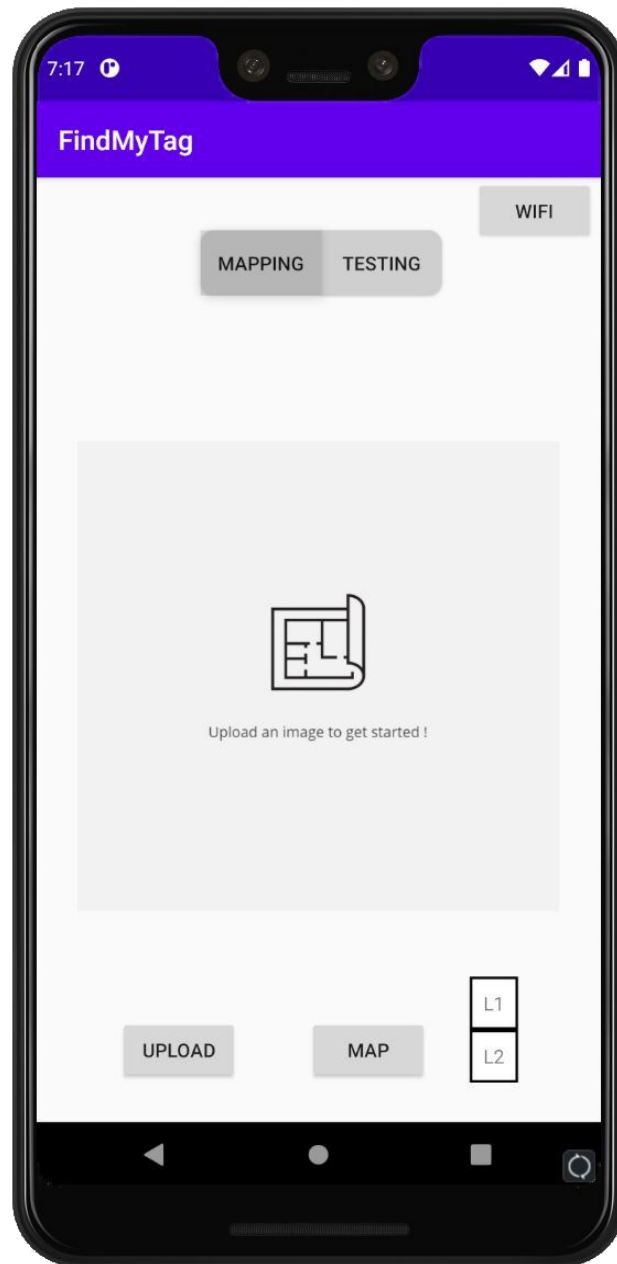 7:17
FindMyTag
WIFI
MAPPING TESTING
Upload an image to get started !
L1
UPLOAD MAP
L2